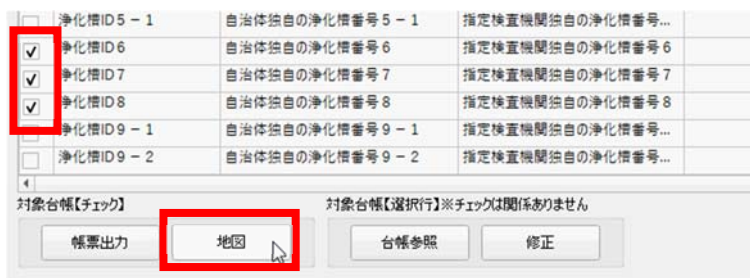 浄化槽ID5－1 自治体独自の浄化槽番号5－1 指定検査機関独自の浄化槽番号...
浄化槽ID6 自治体独自の浄化槽番号6 指定検査機関独自の浄化槽番号6
浄化槽ID7 自治体独自の浄化槽番号7 指定検査機関独自の浄化槽番号7
浄化槽ID8 自治体独自の浄化槽番号8 指定検査機関独自の浄化槽番号8
浄化槽ID9－1 自治体独自の浄化槽番号9－1 指定検査機関独自の浄化槽番号...
浄化槽ID9－2 自治体独自の浄化槽番号9－2 指定検査機関独自の浄化槽番号...
対象台帳【チェック】 対象台帳【選択行】※チェックは関係ありません
帳票出力 地図 台帳参照 修正